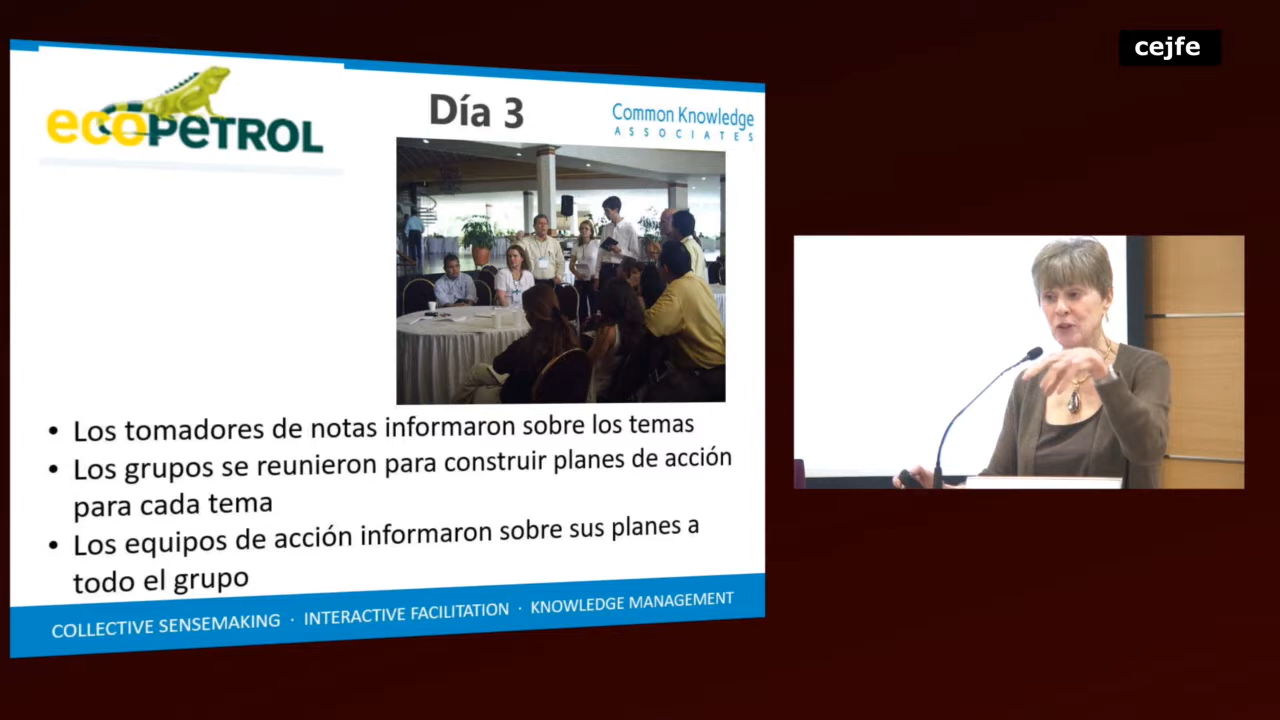 cejfe
ecoPETROL
Día 3
Common Knowledge
ASSOCIATES
• Los tomadores de notas informaron sobre los temas
• Los grupos se reunieron para construir planes de acción
para cada tema
• Los equipos de acción informaron sobre sus planes a
todo el grupo
COLLECTIVE SENSEMAKING · INTERACTIVE FACILITATION · KNOWLEDGE MANAGEMENT